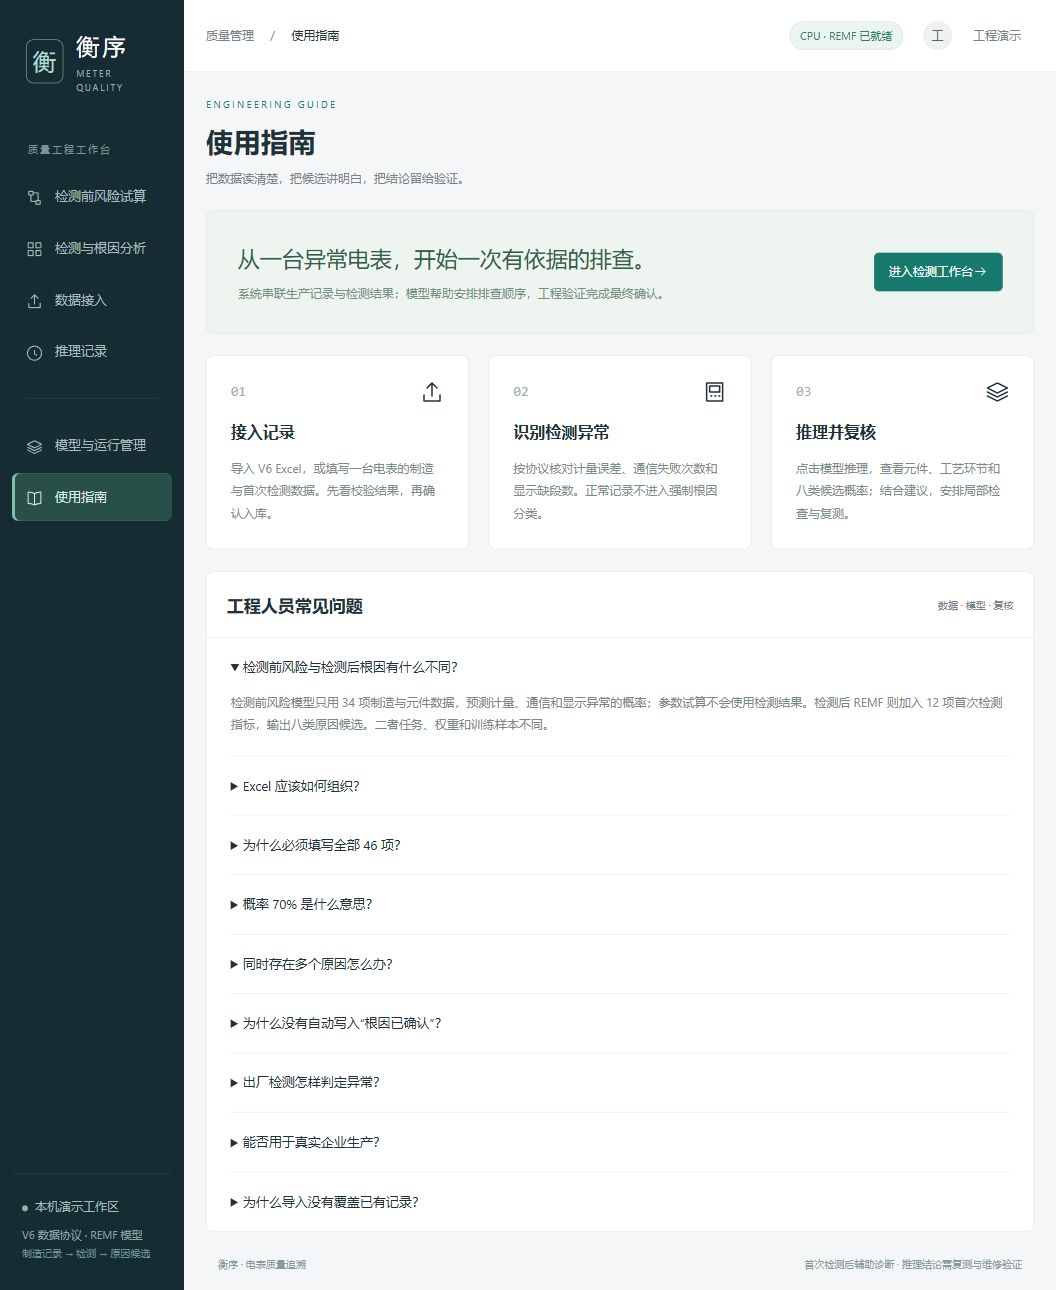 衡
衡序
METER
QUALITY
质量工程工作台
检测前风险试算
检测与根因分析
数据接入
推理记录
模型与运行管理
使用指南
本机演示工作区
V6 数据协议 · REMF 模型
制造记录 → 检测 → 原因候选
质量管理 / 使用指南
CPU · REMF 已就绪
工
工程演示
ENGINEERING GUIDE
使用指南
把数据读清楚，把候选讲明白，把结论留给验证。
从一台异常电表，开始一次有依据的排查。
系统串联生产记录与检测结果；模型帮助安排排查顺序，工程验证完成最终确认。
进入检测工作台→
01
接入记录
导入 V6 Excel，或填写一台电表的制造
与首次检测数据。先看校验结果，再确
认入库。
02
识别检测异常
按协议核对计量误差、通信失败次数和
显示缺段数。正常记录不进入强制根因
分类。
03
推理并复核
点击模型推理，查看元件、工艺环节和
八类候选概率；结合建议，安排局部检
查与复测。
工程人员常见问题
数据 · 模型 · 复核
▼ 检测前风险与检测后根因有什么不同？
检测前风险模型只用 34 项制造与元件数据，预测计量、通信和显示异常的概率；参数试算不会使用检测结果。检测后 REMF 则加入 12 项首次检测
指标，输出八类原因候选。二者任务、权重和训练样本不同。
▶ Excel 应该如何组织？
▶ 为什么必须填写全部 46 项？
▶ 概率 70% 是什么意思？
▶ 同时存在多个原因怎么办？
▶ 为什么没有自动写入“根因已确认”？
▶ 出厂检测怎样判定异常？
▶ 能否用于真实企业生产？
▶ 为什么导入没有覆盖已有记录？
衡序 · 电表质量追溯
首次检测后辅助诊断 · 推理结论需复测与维修验证